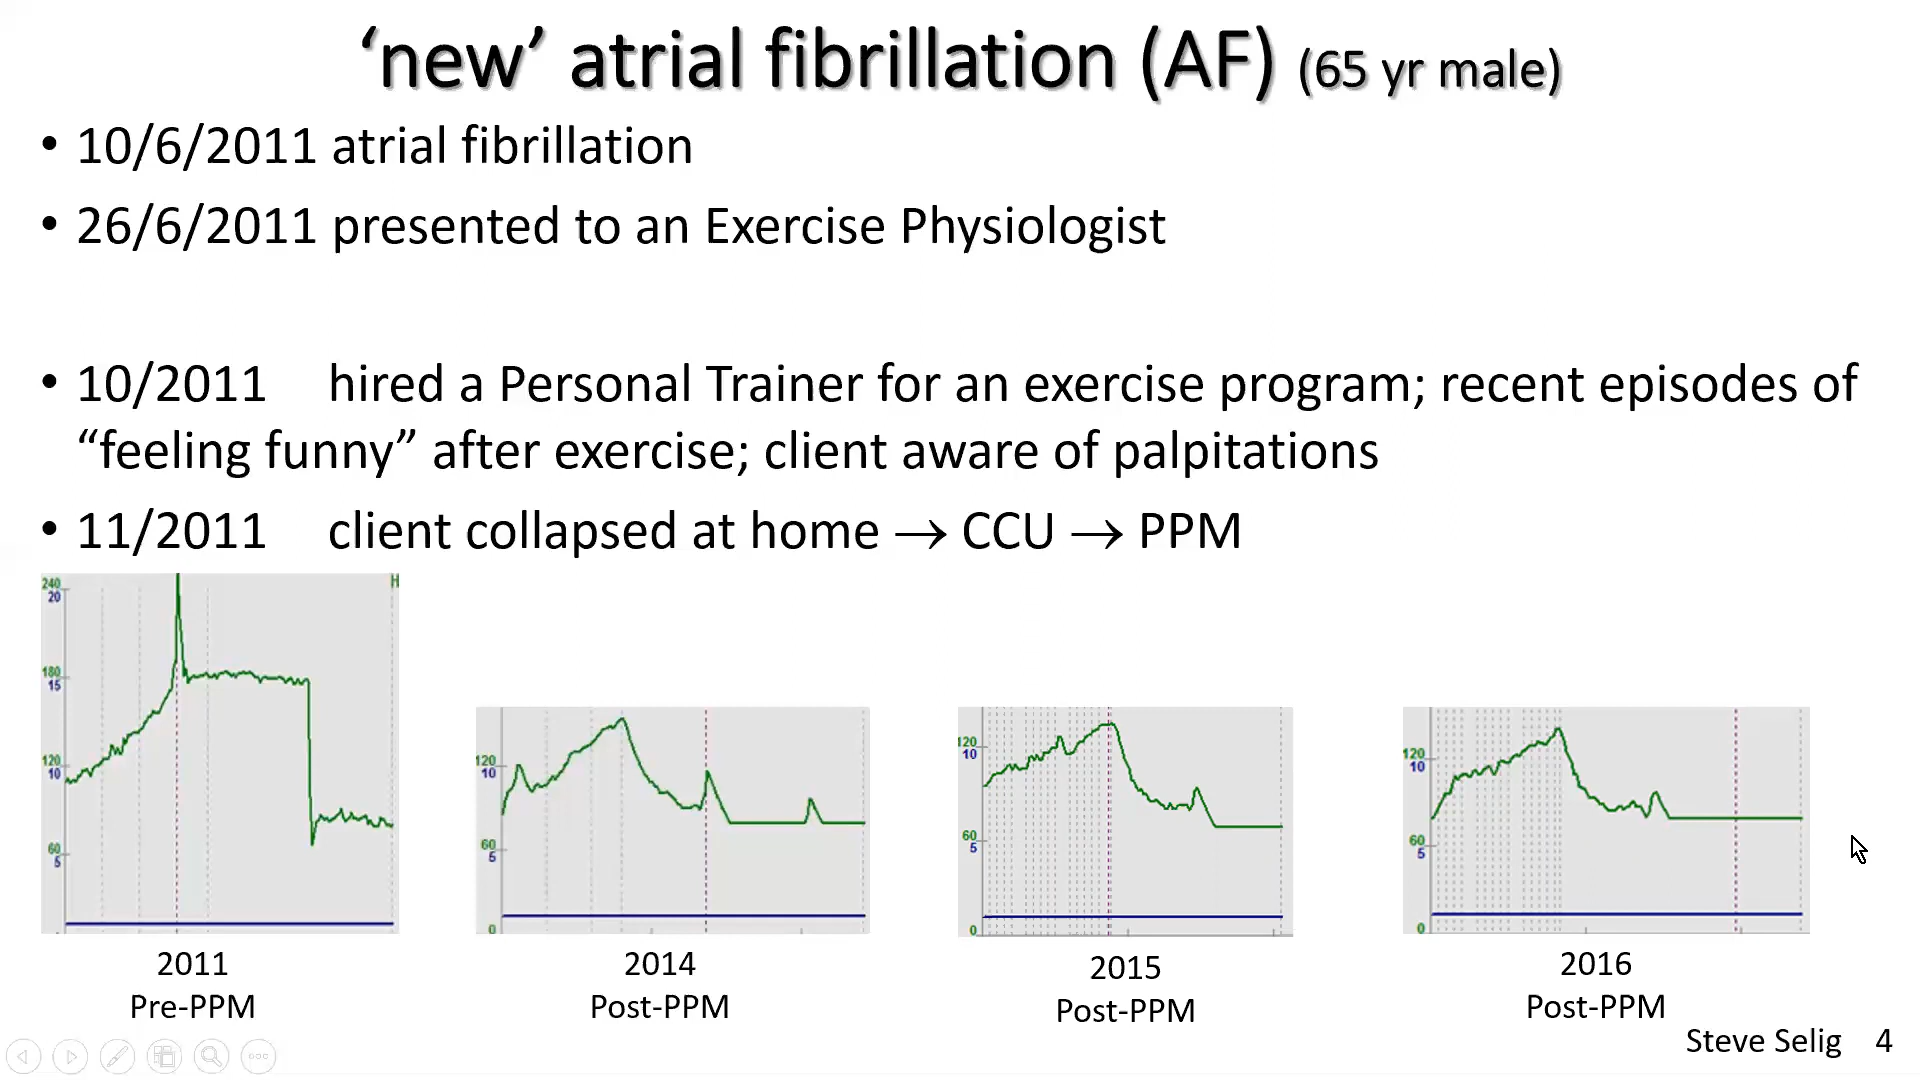 ‘new’ atrial fibrillation (AF) (65 yr male)
• 10/6/2011 atrial fibrillation
• 26/6/2011 presented to an Exercise Physiologist
• 10/2011 hired a Personal Trainer for an exercise program; recent episodes of
“feeling funny” after exercise; client aware of palpitations
• 11/2011 client collapsed at home → CCU → PPM
240
20
180
15
120
10
60
5
H
120
10
60
5
0
120
10
60
5
0
120
10
60
5
0
2011
Pre-PPM
2014
Post-PPM
2015
Post-PPM
2016
Post-PPM
Steve Selig 4